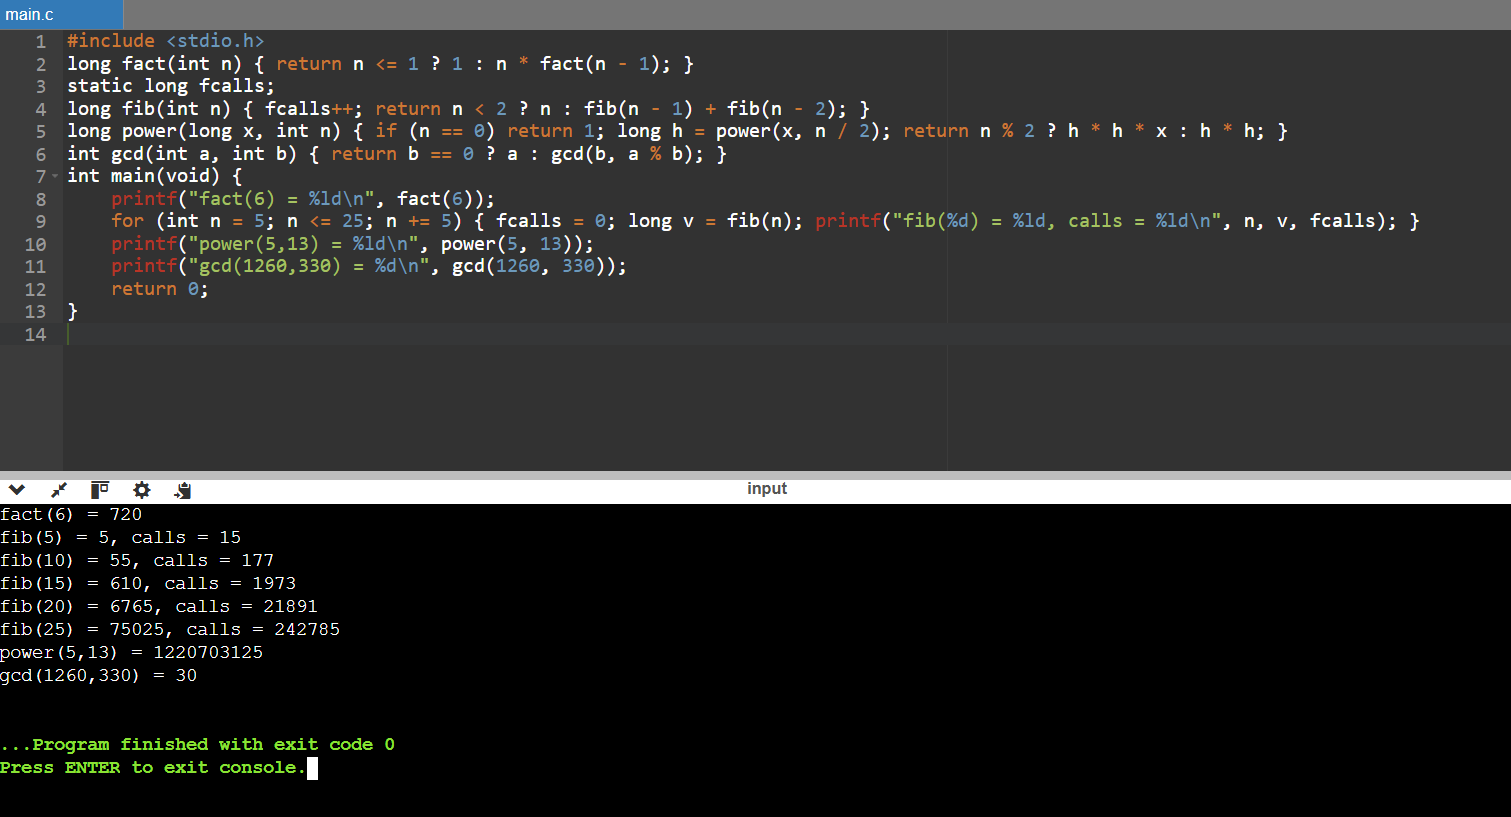 main.c
1 #include <stdio.h>
2 long fact(int n) { return n <= 1 ? 1 : n * fact(n - 1); }
3 static long fcalls;
4 long fib(int n) { fcalls++; return n < 2 ? n : fib(n - 1) + fib(n - 2); }
5 long power(long x, int n) { if (n == 0) return 1; long h = power(x, n / 2); return n % 2 ? h * h * x : h * h; }
6 int gcd(int a, int b) { return b == 0 ? a : gcd(b, a % b); }
7 int main(void) {
8     printf("fact(6) = %ld\n", fact(6));
9     for (int n = 5; n <= 25; n += 5) { fcalls = 0; long v = fib(n); printf("fib(%d) = %ld, calls = %ld\n", n, v, fcalls); }
10     printf("power(5,13) = %ld\n", power(5, 13));
11     printf("gcd(1260,330) = %d\n", gcd(1260, 330));
12     return 0;
13 }
14
input
fact(6) = 720
fib(5) = 5, calls = 15
fib(10) = 55, calls = 177
fib(15) = 610, calls = 1973
fib(20) = 6765, calls = 21891
fib(25) = 75025, calls = 242785
power(5,13) = 1220703125
gcd(1260,330) = 30
...Program finished with exit code 0
Press ENTER to exit console.